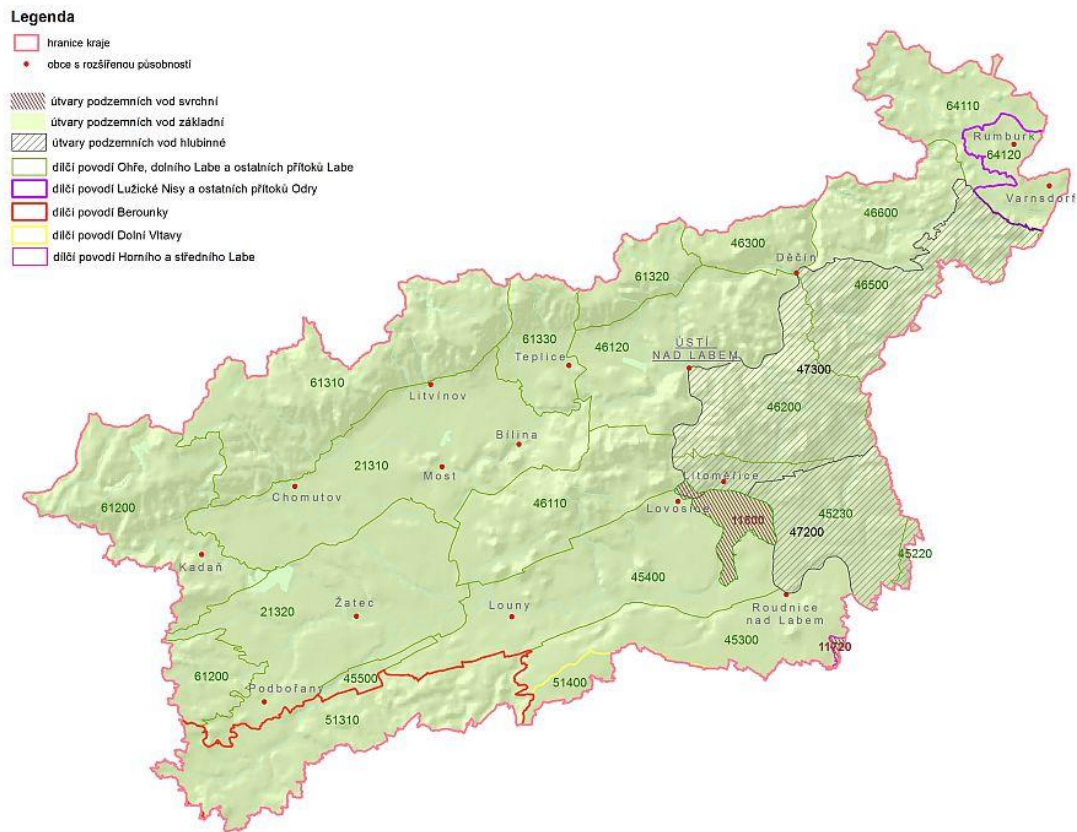 Legenda
hranice kraje
obce s rozšířenou působností
útvary podzemních vod svrchní
útvary podzemních vod základní
útvary podzemních vod hlubinné
dílčí povodí Ohře, dolního Labe a ostatních přítoků Labe
dílčí povodí Lužické Nisy a ostatních přítoků Odry
dílčí povodí Berounky
dílčí povodí Dolní Vltavy
dílčí povodí Horního a středního Labe
64110
Rumburk
64120
Varnsdorf
46600
46300
Děčín
61320
46500
61330
46120
ÚSTÍ
NAD LABEM
Teplice
47300
61310
Litvínov
46200
Bílina
21310
Most
Litoměřice
Chomutov
61200
46110
Lovosice
11800
45230
47200
45220
Kadaň
45400
21320
Žatec
Louny
Roudnice
nad Labem
45300
11720
61200
45500
51400
Podbořany
51310